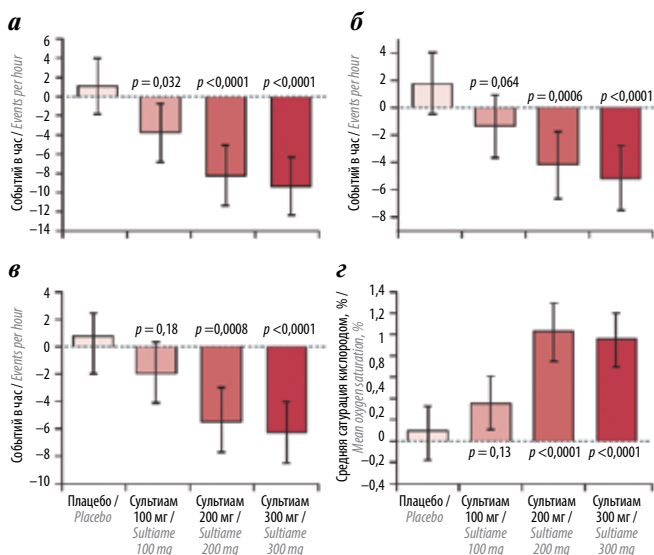 а
б
Событий в час / Events per hour
6
4
2
0
–2
–4
–6
–8
–10
–12
–14
p = 0,032 p <0,0001 p <0,0001
Событий в час / Events per hour
6
4
2
0
–2
–4
–6
–8
p = 0,064
p = 0,0006
p <0,0001
в
г
Событий в час / Events per hour
4
2
0
–2
–4
–6
–8
–10
p = 0,18 p =0,0008 p <0,0001
Средняя сатурация кислородом, % /
Mean oxygen saturation, %
1,4
1,2
1
0,,8
0,,4
0,2
0
–0,2
–0,4
p = 0,13 p <0,0001 p <0,0001
Плацебо /
Placebo
Сультиам
100 мг /
Sultiame
100 mg
Сультиам
200 мг /
Sultiame
200 mg
Сультиам
300 мг /
Sultiame
300 mg
Плацебо /
Placebo
Сультиам
100 мг /
Sultiame
100 mg
Сультиам
200 мг /
Sultiame
200 mg
Сультиам
300 мг /
Sultiame
300 mg